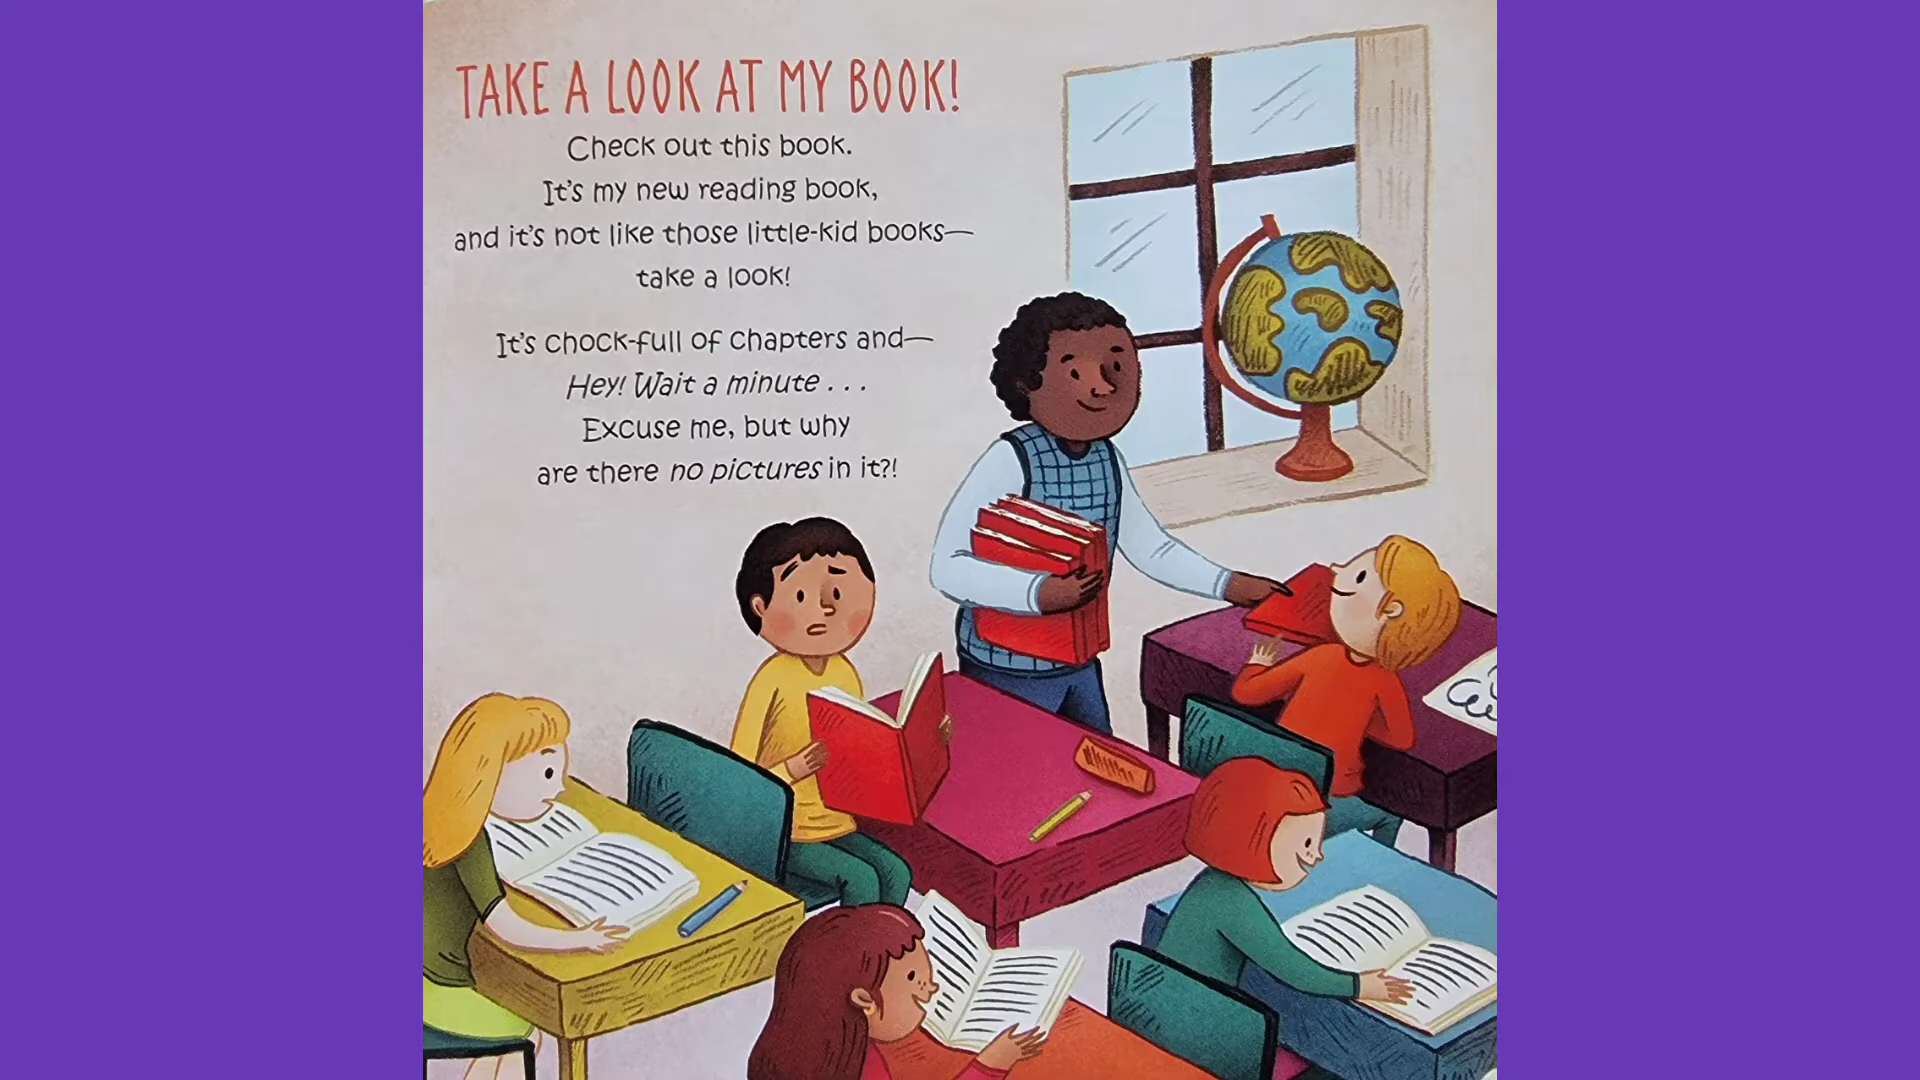 TAKE A LOOK AT MY BOOK!
Check out this book.
It's my new reading book,
and it's not like those little-kid books—
take a look!
It's chock-full of chapters and—
Hey! Wait a minute . . .
Excuse me, but why
are there no pictures in it?!